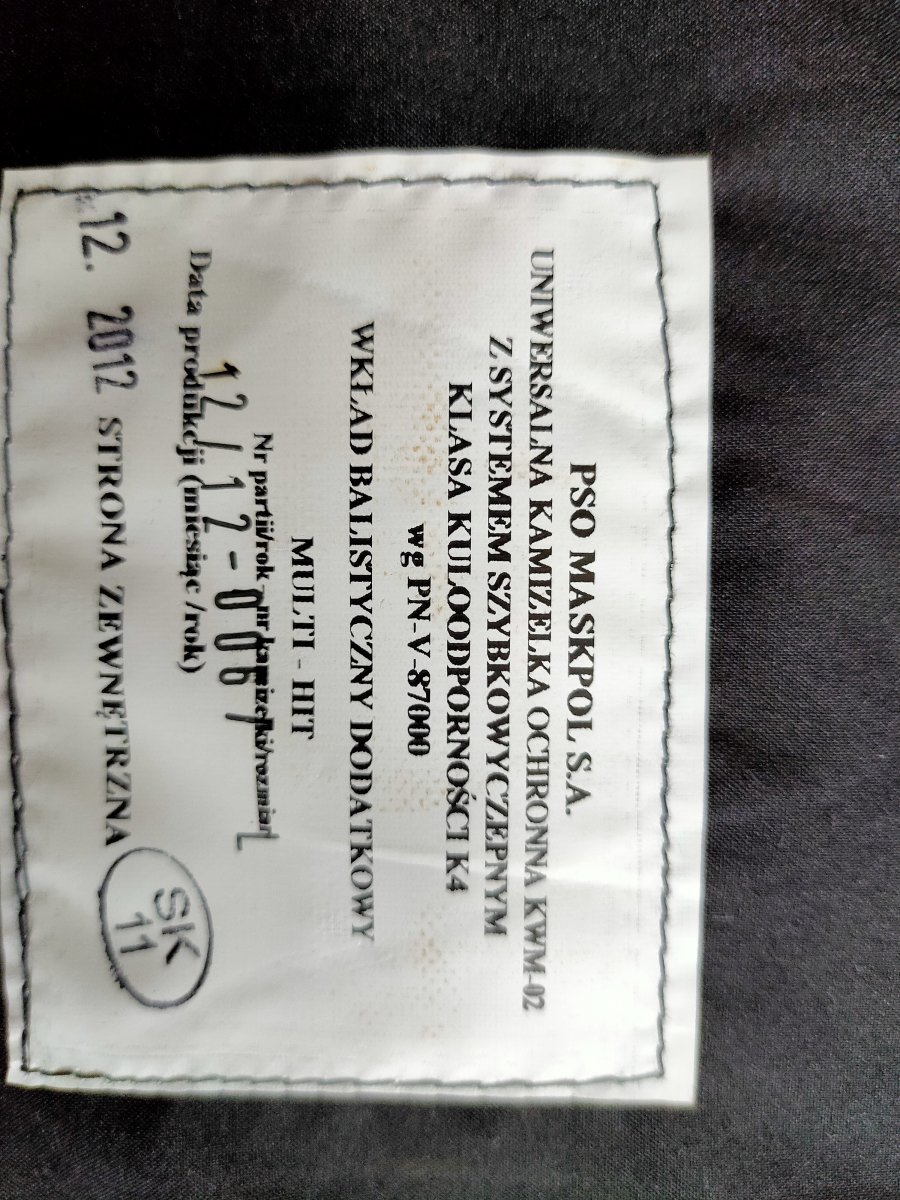 PSO MASKPOL S.A.
UNIWERSALNA KAMIZELKA OCHRONNA KWM-02
Z SYSTEMEM SZYBKOWYCZEPNYM
KLASA KULOODPORNOŚCI K4
wg PN-V-87000
WKŁAD BALISTYCZNY DODATKOWY
MULTI - HIT
Nr partii/rok - nr kamizelki/rozmiar
12/12-006/L
Data produkcji (miesiąc /rok)
12. 2012 STRONA ZEWNĘTRZNA
SK
11